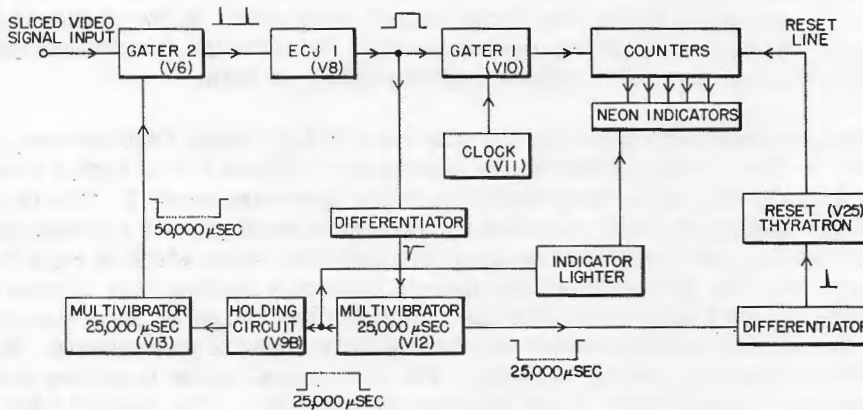 SLICED VIDEO
SIGNAL INPUT
GATER 2
(V6)
ECJ
(V8)
GATER 1
(V10)
COUNTERS
RESET
LINE
NEON INDICATORS
CLOCK
(V11)
50,000 μSEC
DIFFERENTIATOR
INDICATOR
LIGHTER
RESET (V25)
THYRATRON
MULTIVIBRATOR
25,000 μSEC
(V13)
HOLDING
CIRCUIT
(V9B)
MULTIVIBRATOR
25,000 μSEC
(V12)
DIFFERENTIATOR
25,000 μSEC
25,000 μSEC